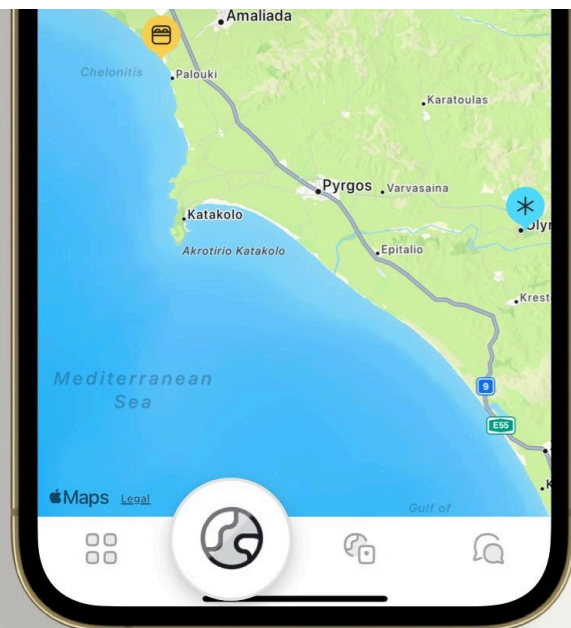 Amaliada
Chelonitis
Palouki
Karatoulas
Pyrgos
Varvasaina
Katakolo
Akrotirio Katakolo
Epitalio
Mediterranean
Sea
9
E55
Maps
Legal
Gulf of